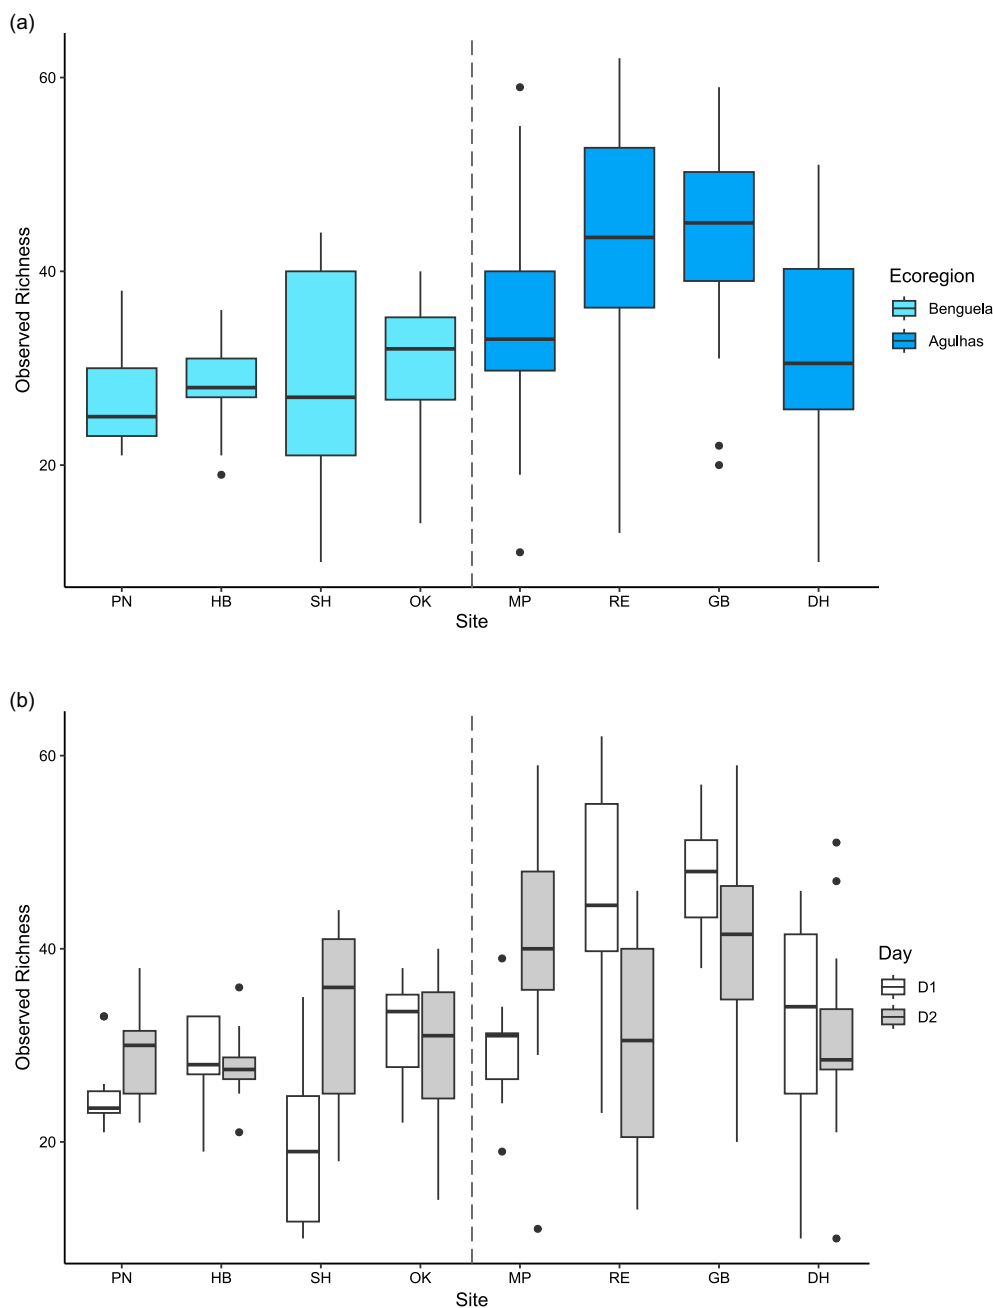 (a)
60
40
20
Observed Richness
PN HB SH OK MP RE GB DH
Site
Ecoregion
Benguela
Agulhas
(b)
60
40
20
Observed Richness
PN HB SH OK MP RE GB DH
Site
Day
D1
D2